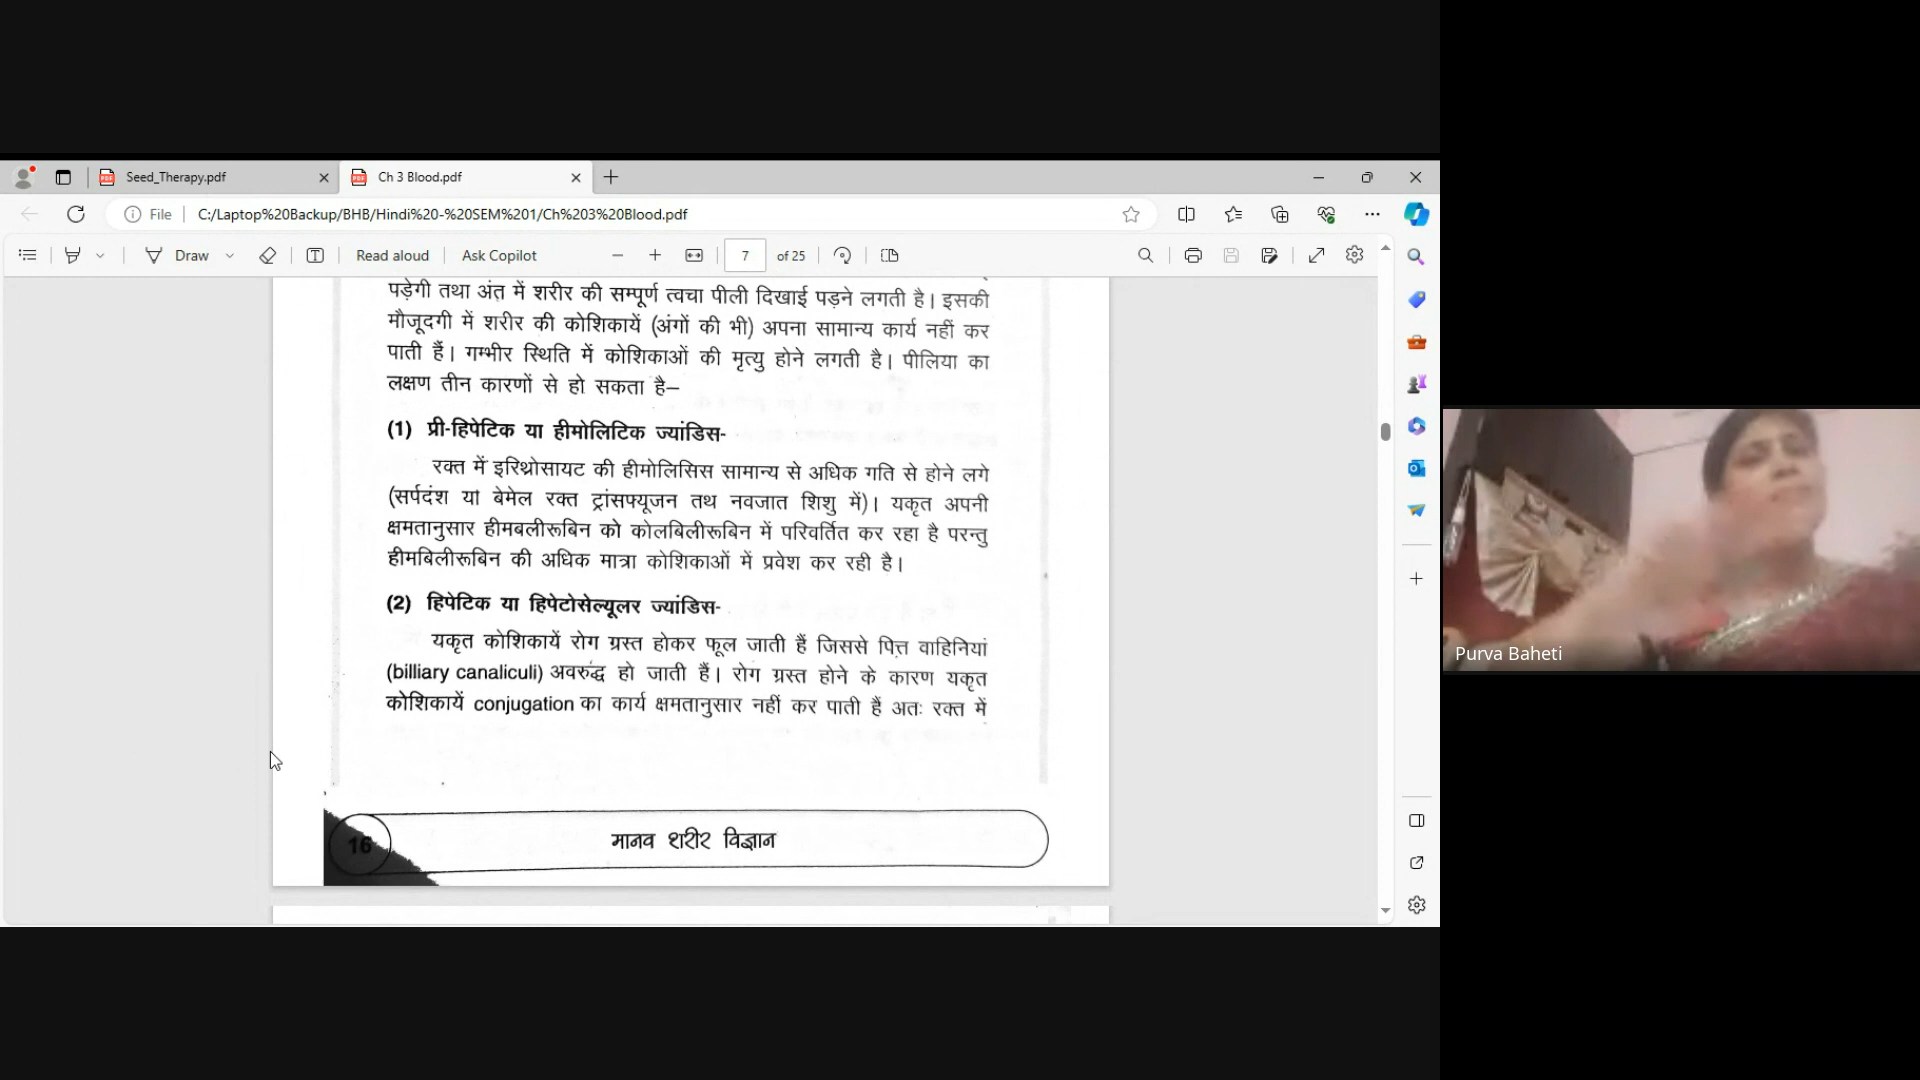 Seed_Therapy.pdf
Ch 3 Blood.pdf
File
C:/Laptop%20Backup/BHB/Hindi%20-%20SEM%201/Ch%203%20Blood.pdf
Draw
Read aloud
Ask Copilot
7 of 25
पड़ेगी तथा अंत में शरीर की सम्पूर्ण त्वचा पीली दिखाई पड़ने लगती है। इसकी
मौजूदगी में शरीर की कोशिकायें (अंगों की भी) अपना सामान्य कार्य नहीं कर
पाती हैं। गम्भीर स्थिति में कोशिकाओं की मृत्यु होने लगती है। पीलिया का
लक्षण तीन कारणों से हो सकता है–
(1) प्री-हिपेटिक या हीमोलिटिक ज्यांडिस-
रक्त में इरिथ्रोसायट की हीमोलिसिस सामान्य से अधिक गति से होने लगे
(सर्पदंश या बेमेल रक्त ट्रांसफ्यूजन तथ नवजात शिशु में)। यकृत अपनी
क्षमतानुसार हीमबलीरूबिन को कोलबिलीरूबिन में परिवर्तित कर रहा है परन्तु
हीमबिलीरूबिन की अधिक मात्रा कोशिकाओं में प्रवेश कर रही है।
(2) हिपेटिक या हिपेटोसेल्यूलर ज्यांडिस-
यकृत कोशिकायें रोग ग्रस्त होकर फूल जाती हैं जिससे पित्त वाहिनियां
(billiary canaliculi) अवरुद्ध हो जाती हैं। रोग ग्रस्त होने के कारण यकृत
कोशिकायें conjugation का कार्य क्षमतानुसार नहीं कर पाती हैं अतः रक्त में
16
मानव शरीर विज्ञान
Purva Baheti